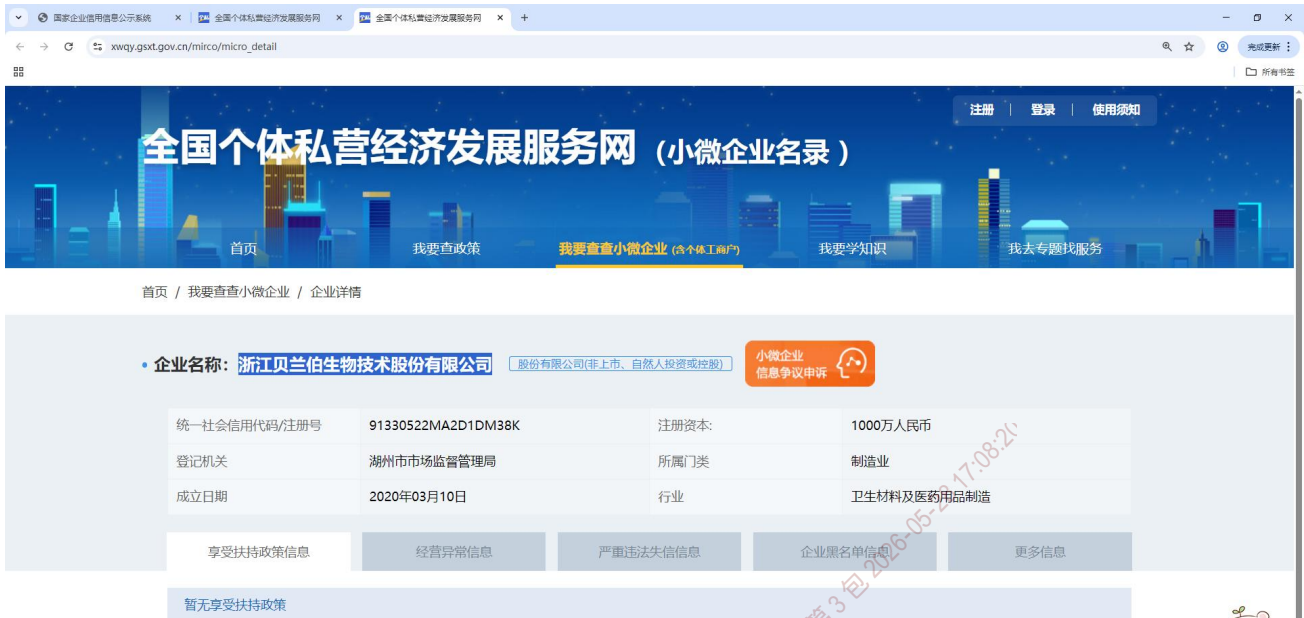 国家企业信用信息公示系统 全国个体私营经济发展服务网 全国个体私营经济发展服务网
xwqy.gsxt.gov.cn/mirco/micro_detail 完成更新
所有书签
注册 | 登录 | 使用须知
全国个体私营经济发展服务网 (小微企业名录)
首页 我要查政策 我要查查小微企业 (含个体工商户) 我要学知识 我去专题找服务
首页 / 我要查查小微企业 / 企业详情
• 企业名称: 浙江贝兰伯生物技术股份有限公司 股份有限公司(非上市、自然人投资或控股) 小微企业
信息争议申诉
统一社会信用代码/注册号 91330522MA2D1DM38K 注册资本: 1000万人民币
登记机关 湖州市市场监督管理局 所属门类 制造业
成立日期 2020年03月10日 行业 卫生材料及医药用品制造
享受扶持政策信息 经营异常信息 严重违法失信信息 企业黑名单信息 更多信息
暂无享受扶持政策
第 3 包 2026-05-28 17:08:20